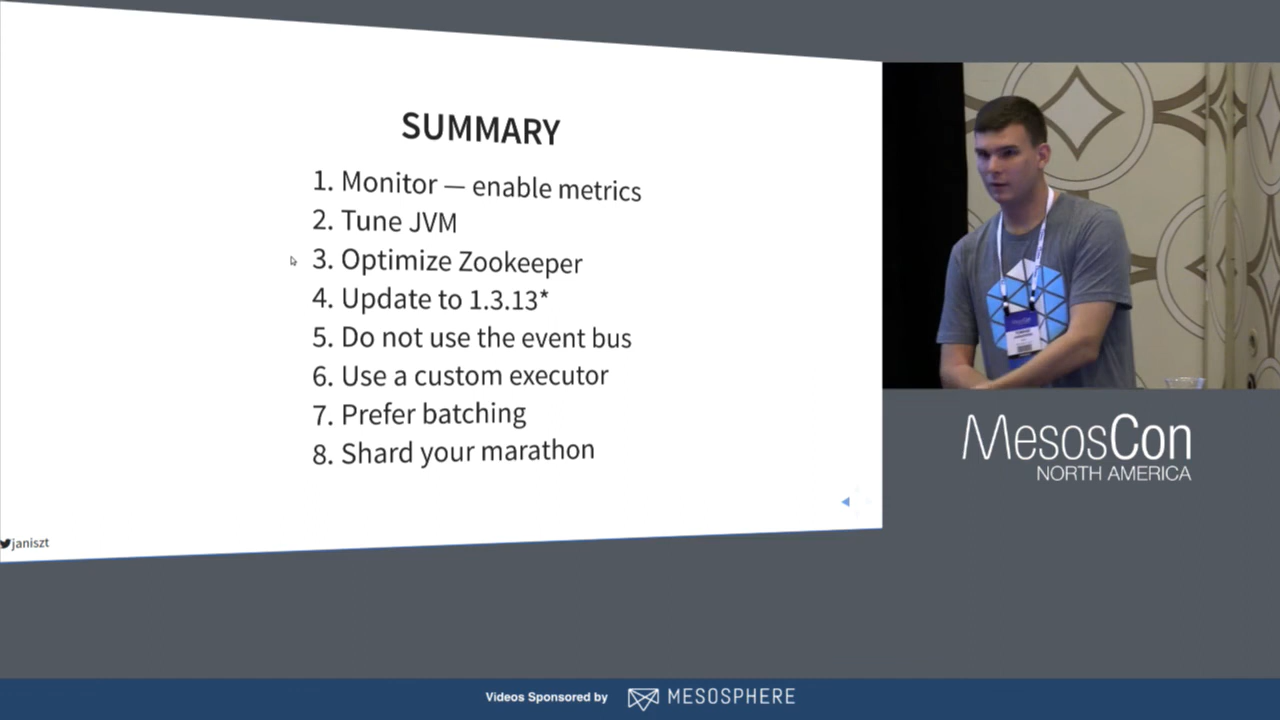 SUMMARY
1. Monitor — enable metrics
2. Tune JVM
3. Optimize Zookeeper
4. Update to 1.3.13*
5. Do not use the event bus
6. Use a custom executor
7. Prefer batching
8. Shard your marathon
janiszt
MesosCon
NORTH AMERICA
Videos Sponsored by MESOSPHERE